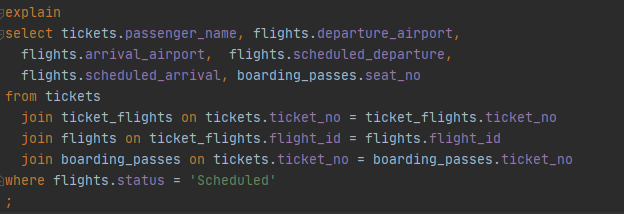 explain
select tickets.passenger_name, flights.departure_airport,
  flights.arrival_airport,  flights.scheduled_departure,
  flights.scheduled_arrival, boarding_passes.seat_no
from tickets
  join ticket_flights on tickets.ticket_no = ticket_flights.ticket_no
  join flights on ticket_flights.flight_id = flights.flight_id
  join boarding_passes on tickets.ticket_no = boarding_passes.ticket_no
where flights.status = 'Scheduled'
;